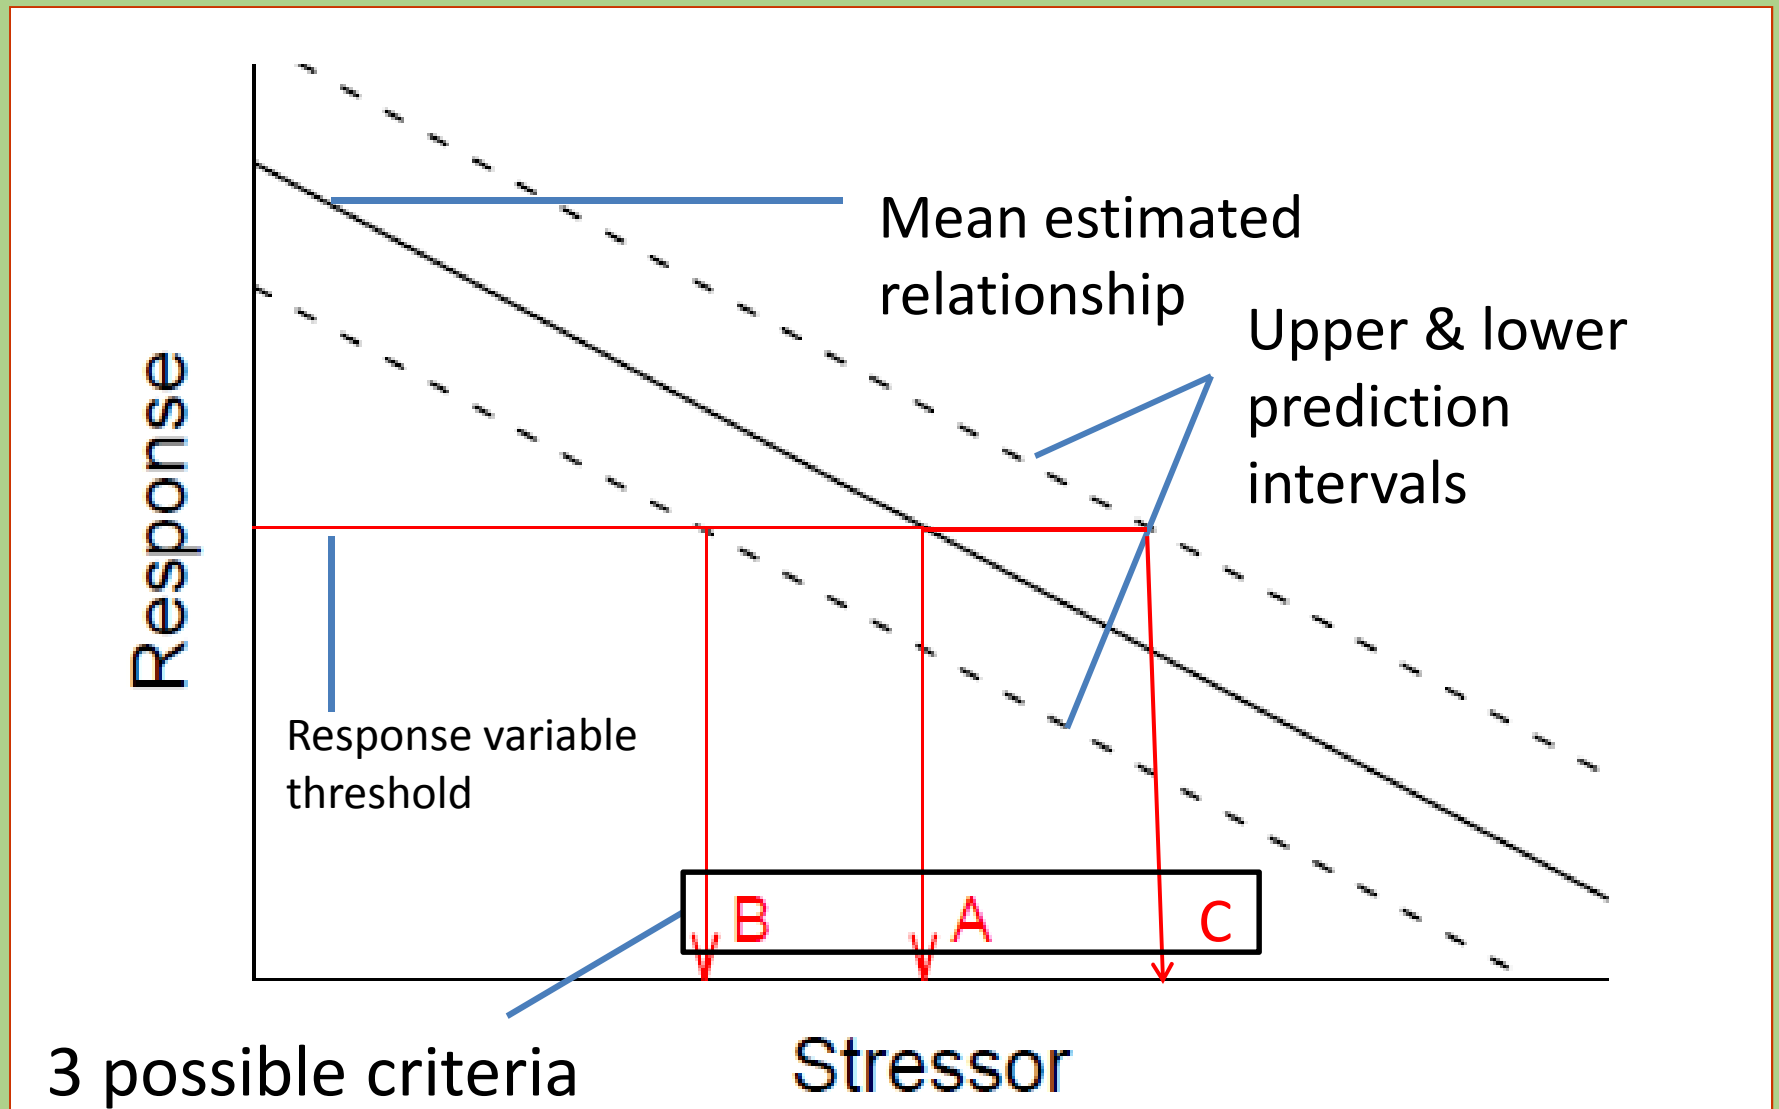 Mean estimated
relationship
Upper & lower
prediction
intervals
Response
Response variable
threshold
B
A
C
3 possible criteria
Stressor